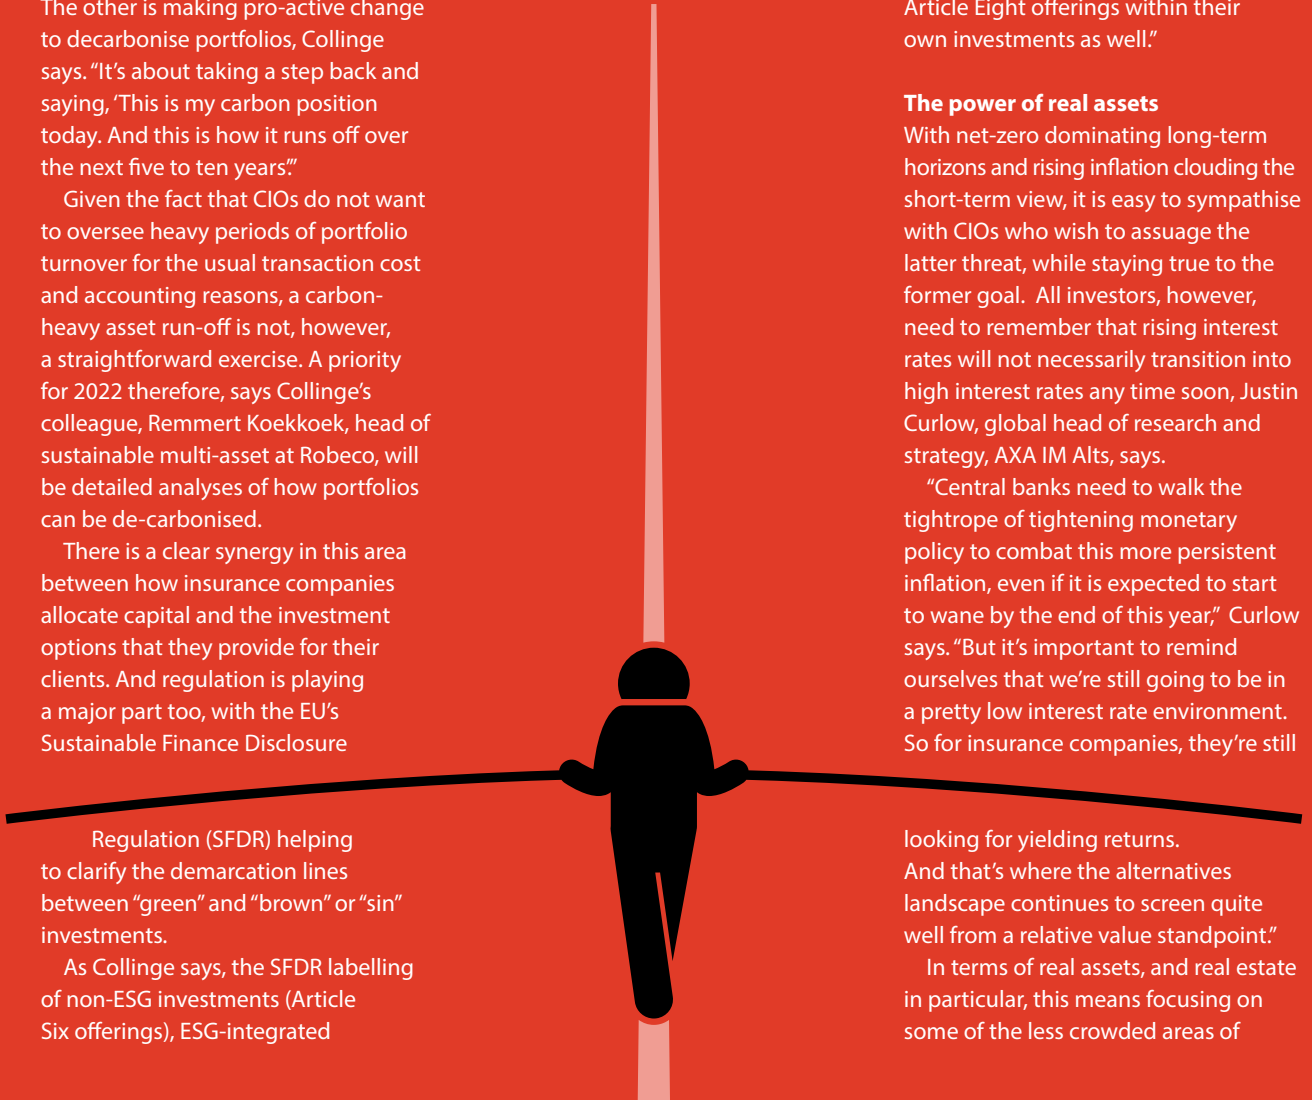 The other is making pro-active change
to decarbonise portfolios, Collinge
says. “It’s about taking a step back and
saying, ‘This is my carbon position
today. And this is how it runs off over
the next five to ten years’.”
Given the fact that CIOs do not want
to oversee heavy periods of portfolio
turnover for the usual transaction cost
and accounting reasons, a carbon-
heavy asset run-off is not, however,
a straightforward exercise. A priority
for 2022 therefore, says Collinge’s
colleague, Remmert Koekkoek, head of
sustainable multi-asset at Robeco, will
be detailed analyses of how portfolios
can be de-carbonised.
There is a clear synergy in this area
between how insurance companies
allocate capital and the investment
options that they provide for their
clients. And regulation is playing
a major part too, with the EU’s
Sustainable Finance Disclosure
Regulation (SFDR) helping
to clarify the demarcation lines
between “green” and “brown” or “sin”
investments.
As Collinge says, the SFDR labelling
of non-ESG investments (Article
Six offerings), ESG-integrated
Article Eight offerings within their
own investments as well.”
The power of real assets
With net-zero dominating long-term
horizons and rising inflation clouding the
short-term view, it is easy to sympathise
with CIOs who wish to assuage the
latter threat, while staying true to the
former goal. All investors, however,
need to remember that rising interest
rates will not necessarily transition into
high interest rates any time soon, Justin
Curlow, global head of research and
strategy, AXA IM Alts, says.
“Central banks need to walk the
tightrope of tightening monetary
policy to combat this more persistent
inflation, even if it is expected to start
to wane by the end of this year,” Curlow
says. “But it’s important to remind
ourselves that we’re still going to be in
a pretty low interest rate environment.
So for insurance companies, they’re still
looking for yielding returns.
And that’s where the alternatives
landscape continues to screen quite
well from a relative value standpoint.”
In terms of real assets, and real estate
in particular, this means focusing on
some of the less crowded areas of